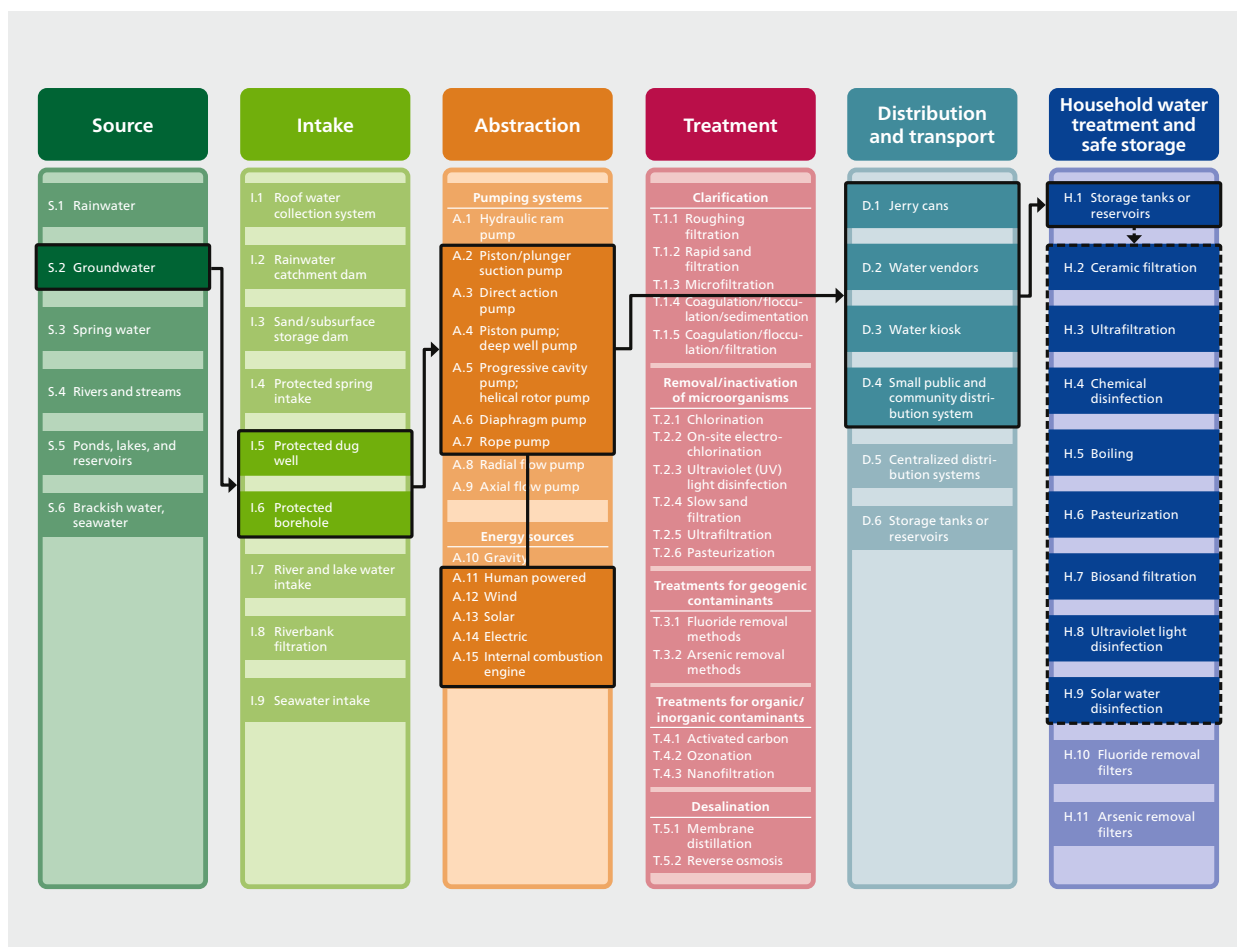 Source
S.1 Rainwater
S.2 Groundwater
S.3 Spring water
S.4 Rivers and streams
S.5 Ponds, lakes, and
reservoirs
S.6 Brackish water,
seawater
Intake
I.1 Roof water
collection system
I.2 Rainwater
catchment dam
I.3 Sand/subsurface
storage dam
I.4 Protected spring
intake
I.5 Protected dug
well
I.6 Protected
borehole
I.7 River and lake water
intake
I.8 Riverbank
filtration
I.9 Seawater intake
Abstraction
Pumping systems
A.1 Hydraulic ram
pump
A.2 Piston/plunger
suction pump
A.3 Direct action
pump
A.4 Piston pump;
deep well pump
A.5 Progressive cavity
pump;
helical rotor pump
A.6 Diaphragm pump
A.7 Rope pump
A.8 Radial flow pump
A.9 Axial flow pump
Energy sources
A.10 Gravity
A.11 Human powered
A.12 Wind
A.13 Solar
A.14 Electric
A.15 Internal combustion
engine
Treatment
Clarification
T.1.1 Roughing
filtration
T.1.2 Rapid sand
filtration
T.1.3 Microfiltration
T.1.4 Coagulation/floccu-
lation/sedimentation
T.1.5 Coagulation/floccu-
lation/filtration
Removal/inactivation
of microorganisms
T.2.1 Chlorination
T.2.2 On-site electro-
chlorination
T.2.3 Ultraviolet (UV)
light disinfection
T.2.4 Slow sand
filtration
T.2.5 Ultrafiltration
T.2.6 Pasteurization
Treatments for geogenic
contaminants
T.3.1 Fluoride removal
methods
T.3.2 Arsenic removal
methods
Treatments for organic/
inorganic contaminants
T.4.1 Activated carbon
T.4.2 Ozonation
T.4.3 Nanofiltration
Desalination
T.5.1 Membrane
distillation
T.5.2 Reverse osmosis
Distribution
and transport
D.1 Jerry cans
D.2 Water vendors
D.3 Water kiosk
D.4 Small public and
community distri-
bution system
D.5 Centralized distri-
bution systems
D.6 Storage tanks or
reservoirs
Household water
treatment and
safe storage
H.1 Storage tanks or
reservoirs
H.2 Ceramic filtration
H.3 Ultrafiltration
H.4 Chemical
disinfection
H.5 Boiling
H.6 Pasteurization
H.7 Biosand filtration
H.8 Ultraviolet light
disinfection
H.9 Solar water
disinfection
H.10 Fluoride removal
filters
H.11 Arsenic removal
filters